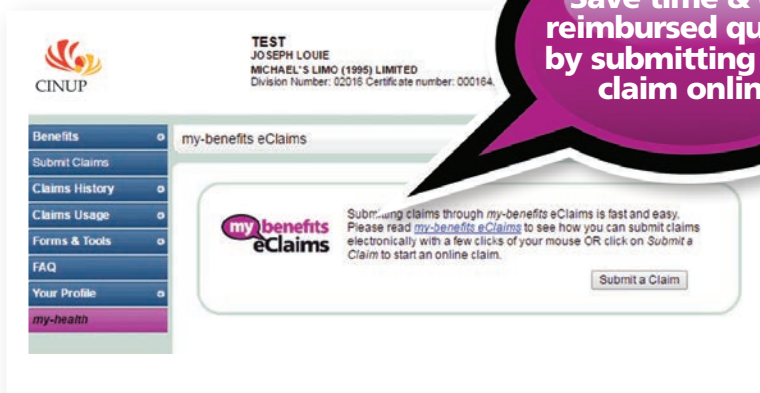 Save time &
reimbursed
by submitting
claim
CINUP
TEST
JOSEPH LOUIE
MICHAEL'S LIMO (1995) LIMITED
Division Number: 02016 Certificate number: 000164
Benefits
Submit Claims
Claims History
Claims Usage
Forms & Tools
FAQ
Your Profile
my-health
my-benefits eClaims
my benefits
eClaims
Submitting claims through my-benefits eClaims is fast and easy.
Please read my-benefits eClaims to see how you can submit claims
electronically with a few clicks of your mouse OR click on Submit a
Claim to start an online claim.
Submit a Claim